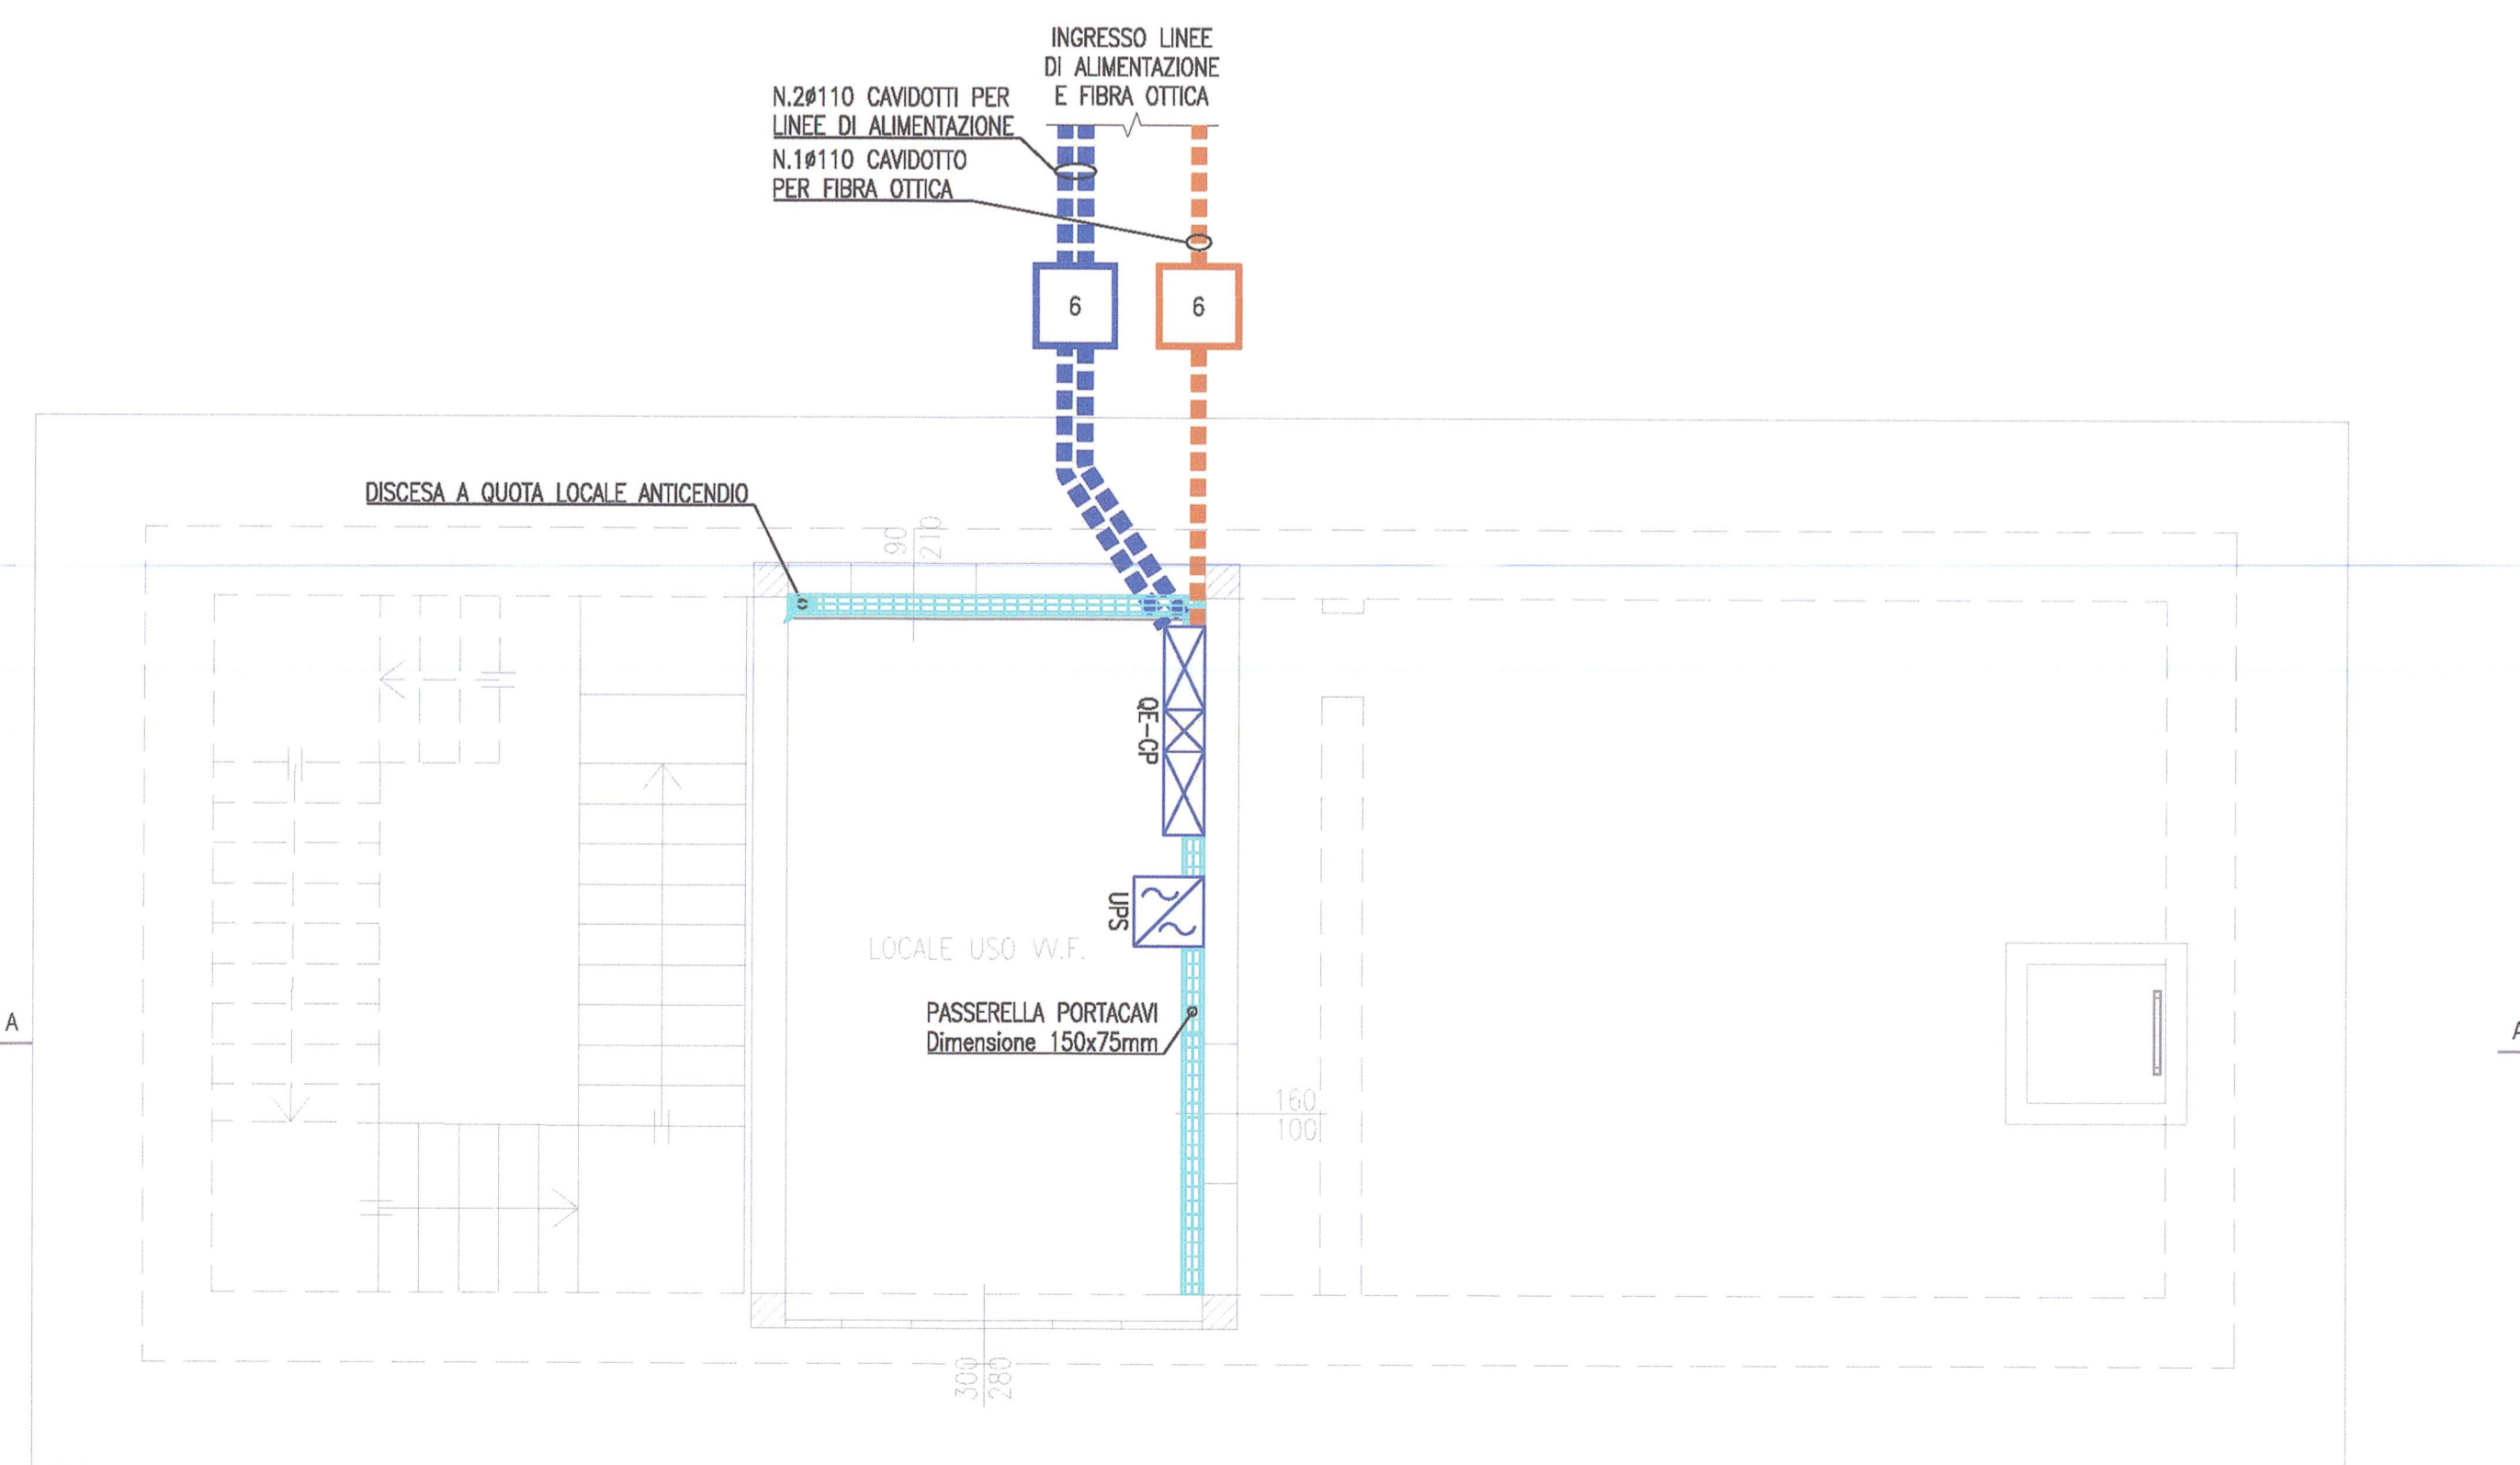 INGRESSO LINEE
DI ALIMENTAZIONE
E FIBRA OTTICA
N.2ø110 CAVIDOTTI PER
LINEE DI ALIMENTAZIONE
N.1ø110 CAVIDOTTO
PER FIBRA OTTICA
6
6
DISCESA A QUOTA LOCALE ANTICENDIO
90
210
QE-CP
UPS
LOCALE USO VV.F.
PASSERELLA PORTACAVI
Dimensione 150x75mm
A
A
160
100
300
280